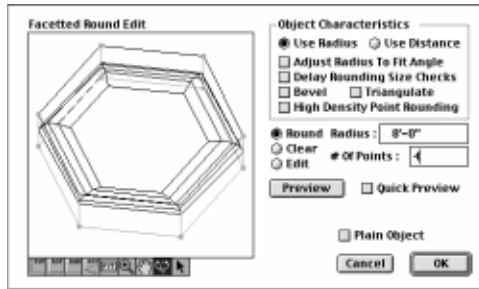 Facetted Round Edit
Object Characteristics
Use Radius Use Distance
Adjust Radius To Fit Angle
Delay Rounding Size Checks
Bevel Triangulate
High Density Point Rounding
Round Radius : 8'-0"
Clear
Edit
# Of Points :
Preview Quick Preview
Plain Object
Cancel OK